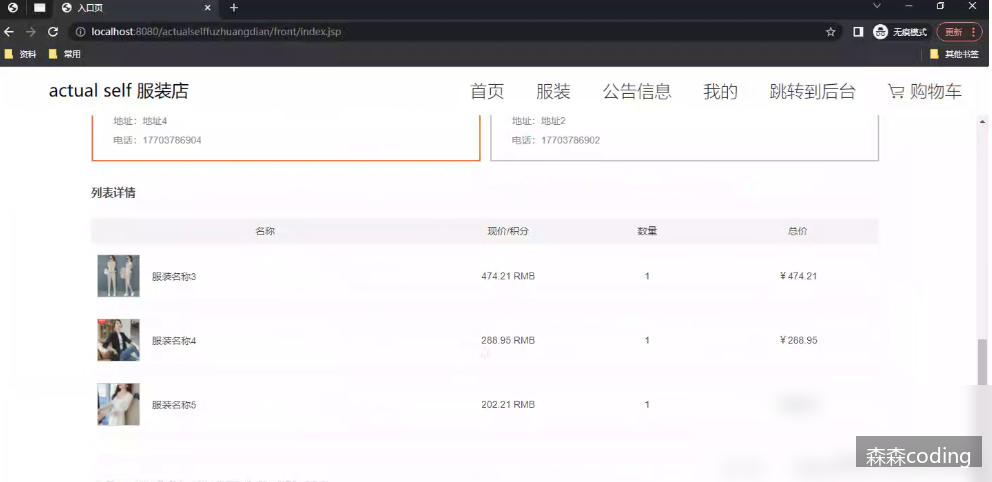 入口页
localhost:8080/actualselffuzhuangdian/front/index.jsp
无痕模式
更新
资料
常用
其他书签
actual self 服装店
首页
服装
公告信息
我的
跳转到后台
购物车
地址：地址4
地址：地址2
电话：17703786904
电话：17703786902
列表详情
名称 现价/积分 数量 总价
服装名称3 474.21 RMB 1 ￥474.21
服装名称4 288.95 RMB 1 ￥288.95
服装名称5 202.21 RMB 1
森森coding